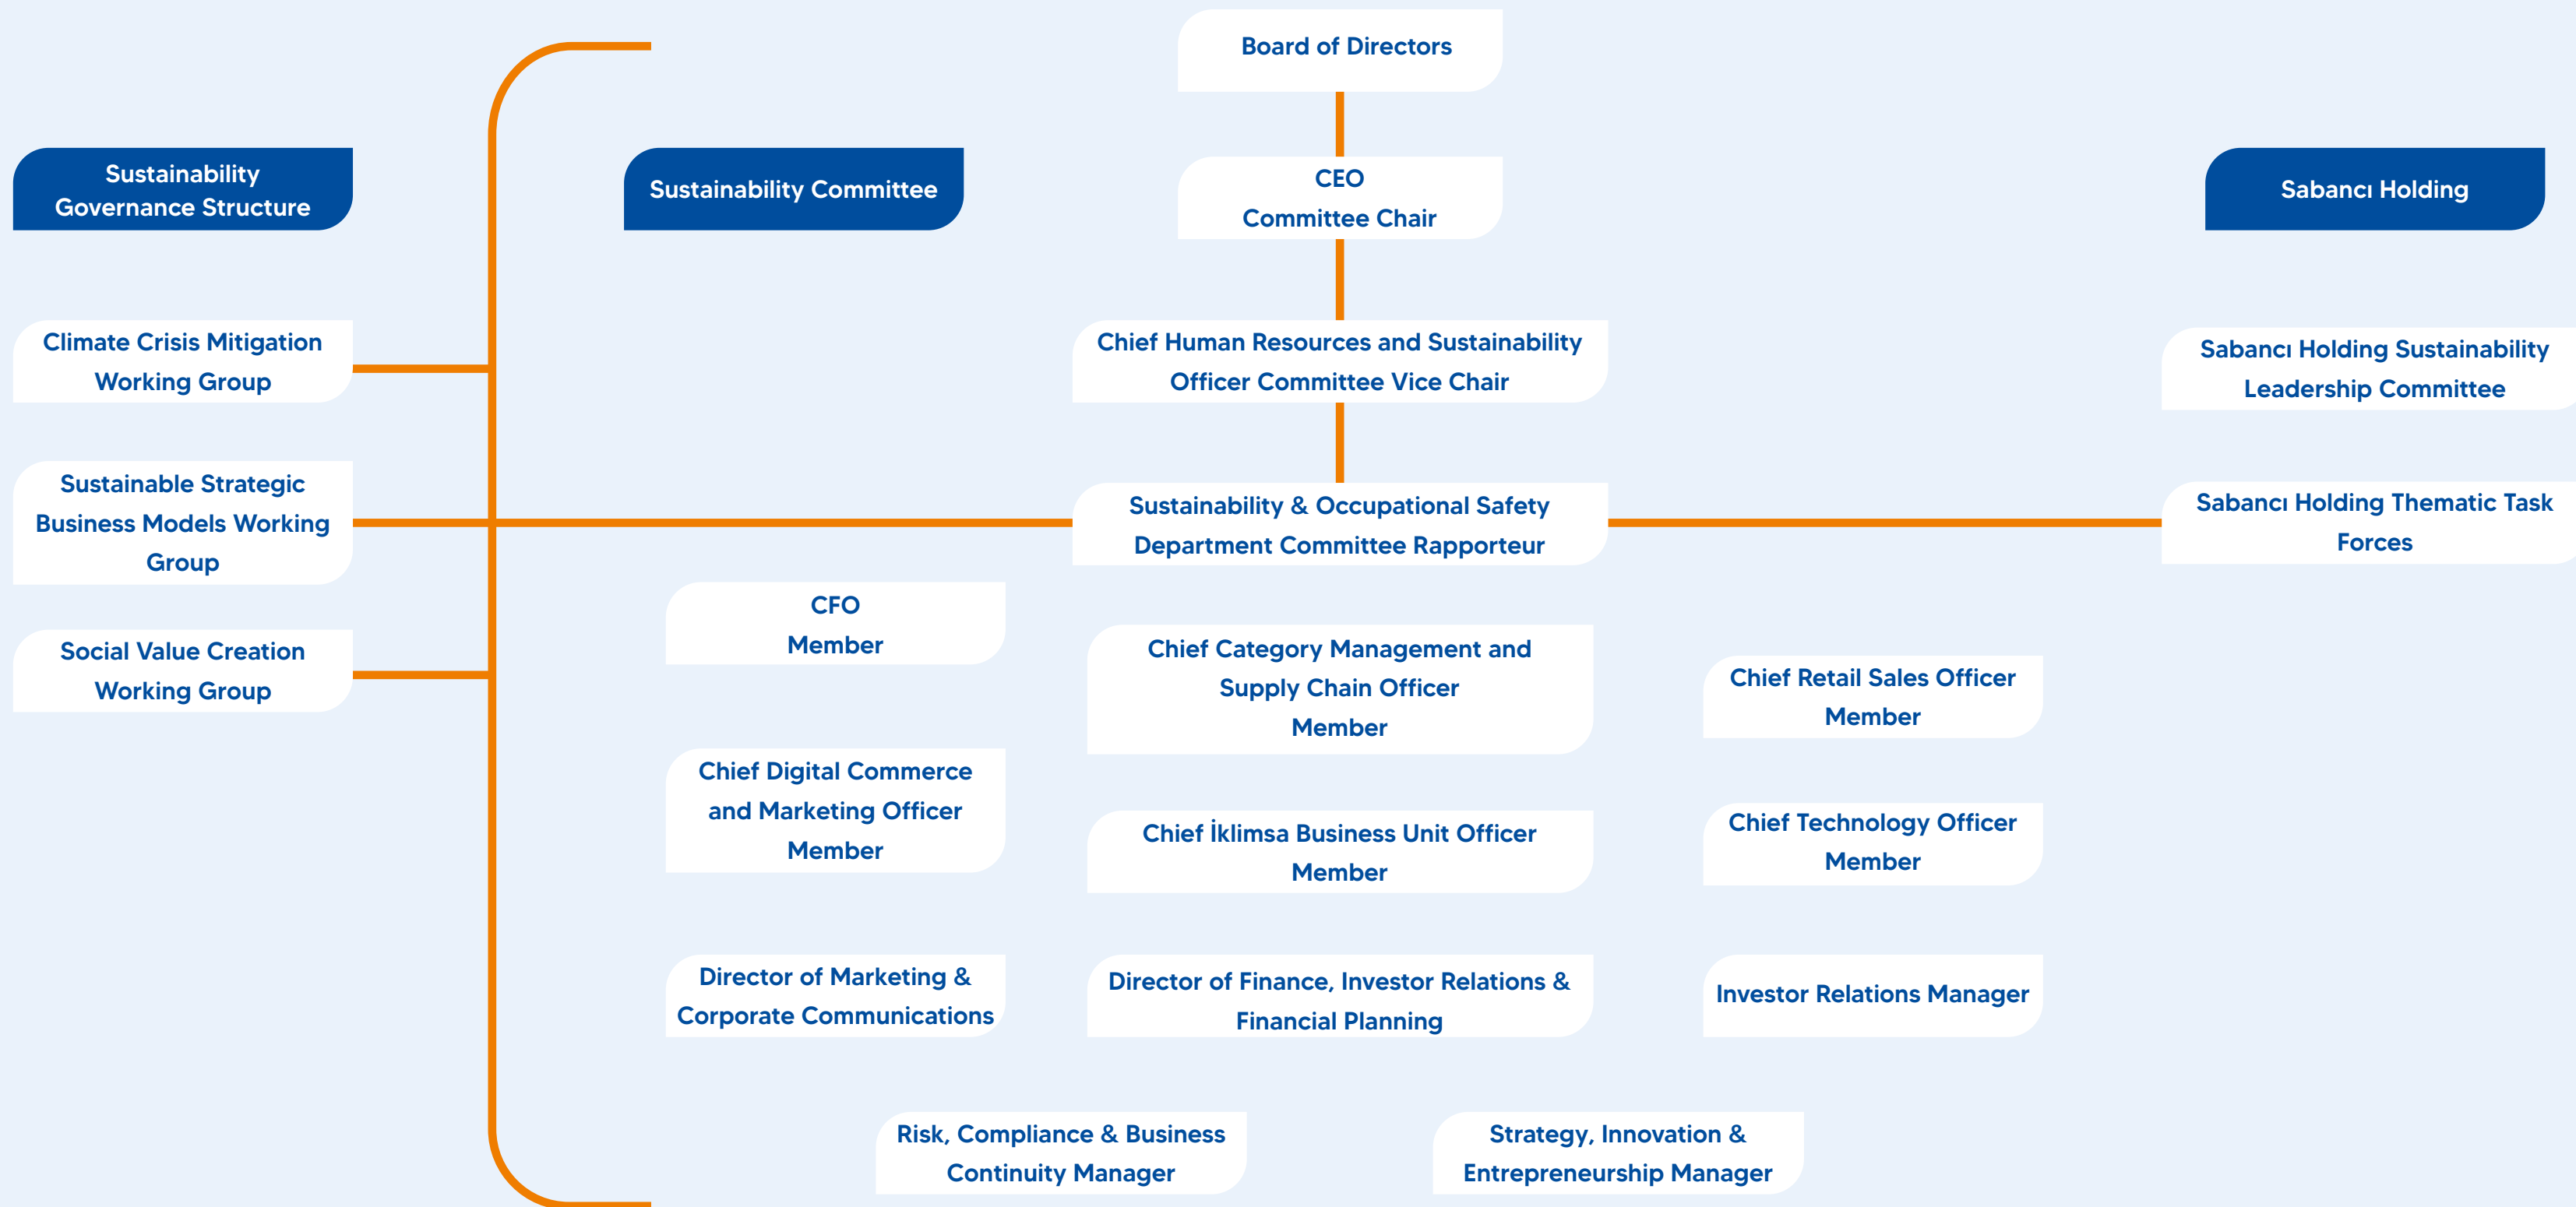 Board of Directors
Sustainability
Governance Structure
Sustainability Committee
CEO
Committee Chair
Sabancı Holding
Climate Crisis Mitigation
Working Group
Chief Human Resources and Sustainability
Officer Committee Vice Chair
Sabancı Holding Sustainability
Leadership Committee
Sustainable Strategic
Business Models Working
Group
Sustainability & Occupational Safety
Department Committee Rapporteur
Sabancı Holding Thematic Task
Forces
Social Value Creation
Working Group
CFO
Member
Chief Category Management and
Supply Chain Officer
Member
Chief Retail Sales Officer
Member
Chief Digital Commerce
and Marketing Officer
Member
Chief İklimsa Business Unit Officer
Member
Chief Technology Officer
Member
Director of Marketing &
Corporate Communications
Director of Finance, Investor Relations &
Financial Planning
Investor Relations Manager
Risk, Compliance & Business
Continuity Manager
Strategy, Innovation &
Entrepreneurship Manager